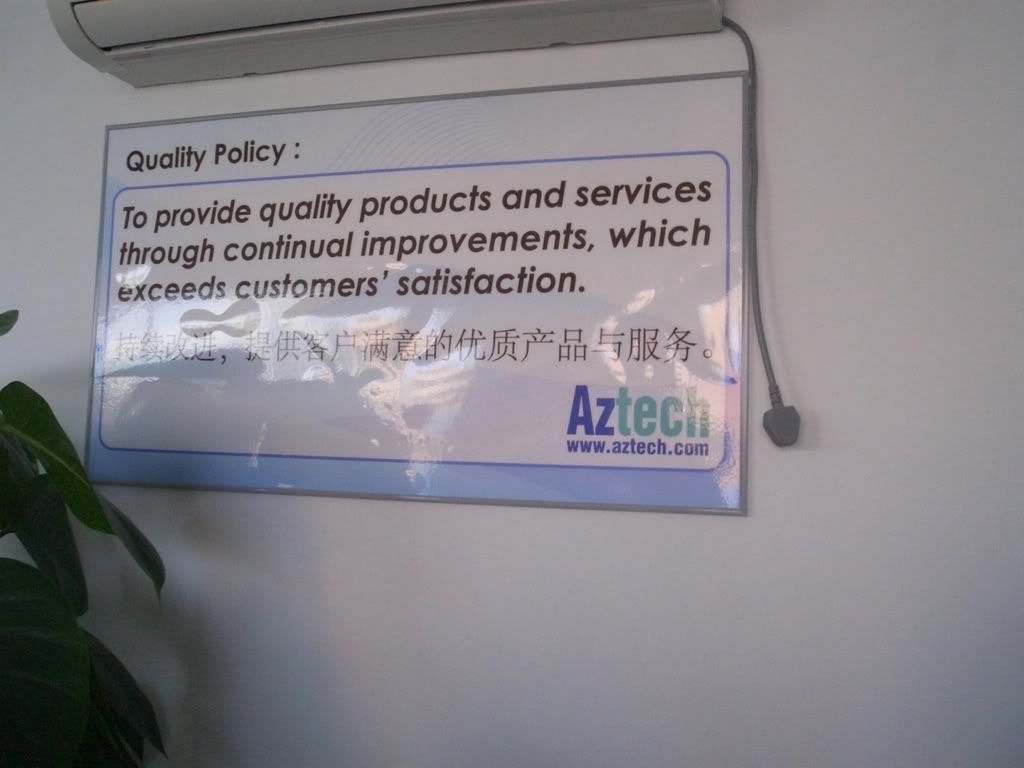 Quality Policy :
To provide quality products and services
through continual improvements, which
exceeds customers' satisfaction.
持续改进，提供客户满意的优质产品与服务。
Aztech
www.aztech.com